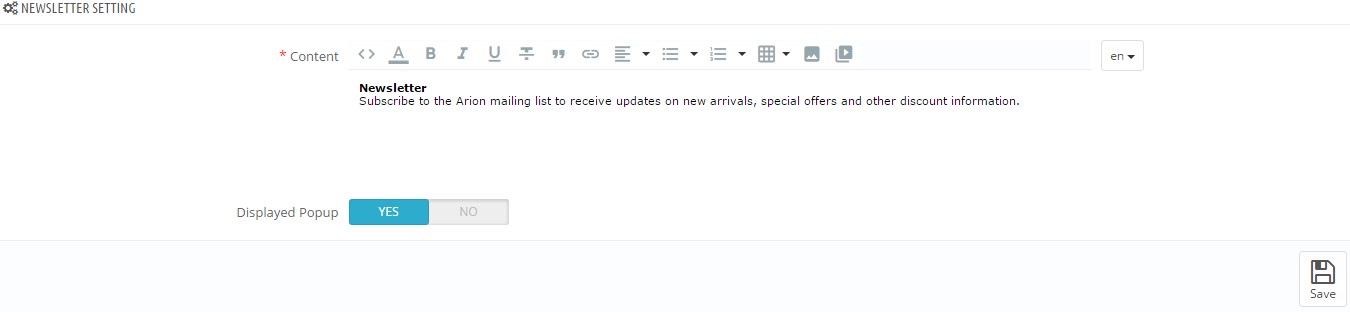 NEWSLETTER SETTING
* Content
en
Newsletter
Subscribe to the Arion mailing list to receive updates on new arrivals, special offers and other discount information.
Displayed Popup YES NO
Save